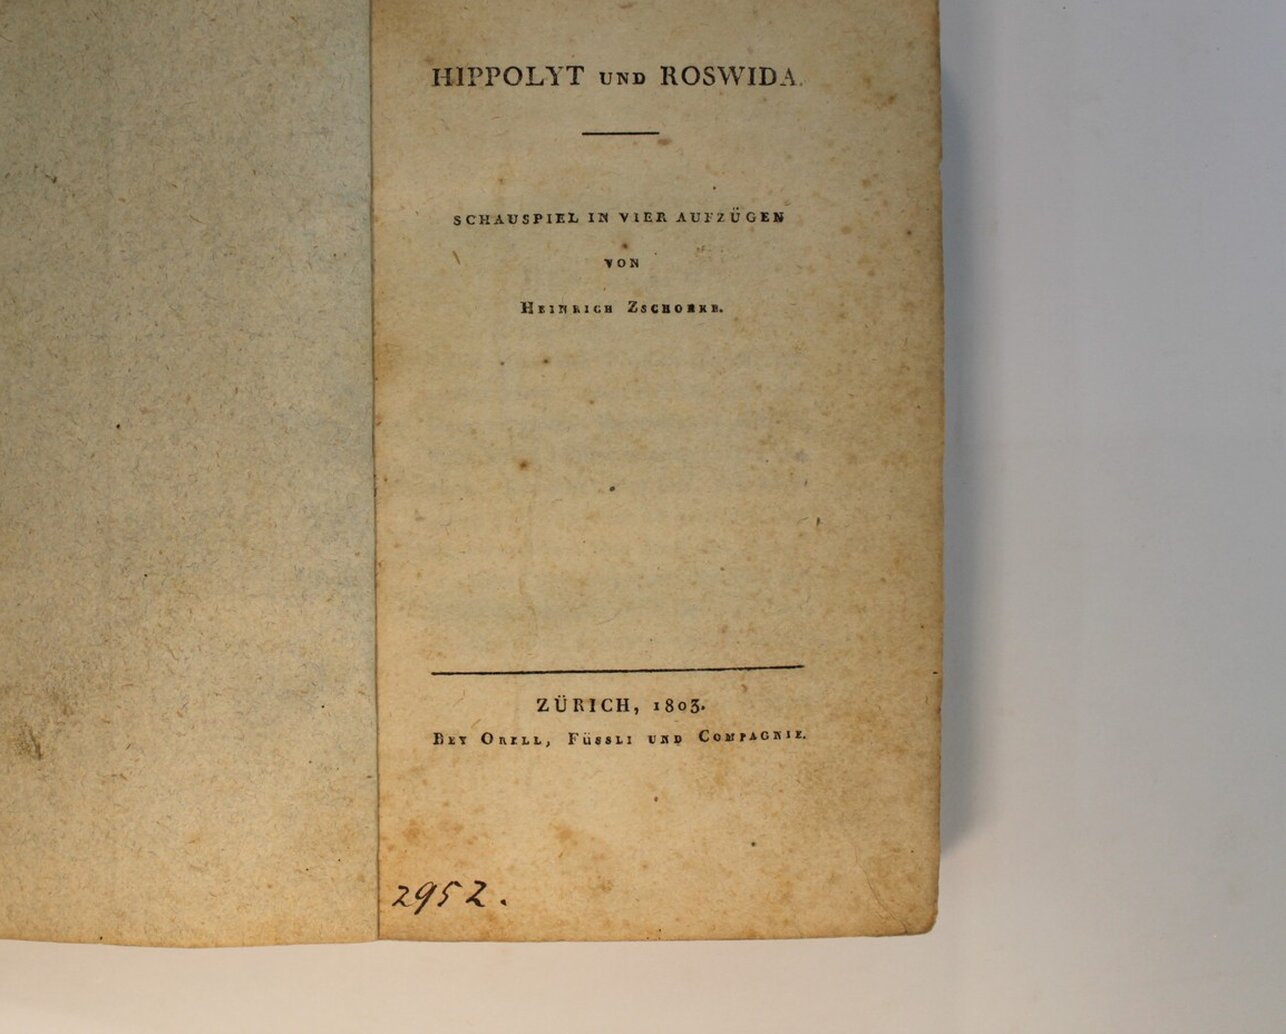 HIPPOLYT UND ROSWIDA.
SCHAUSPIEL IN VIER AUFZÜGEN
VON
HEINRICH ZSCHOKKE.
ZÜRICH, 1803.
BEY ORELL, FÜSSLI UND COMPAGNIE.
2952.